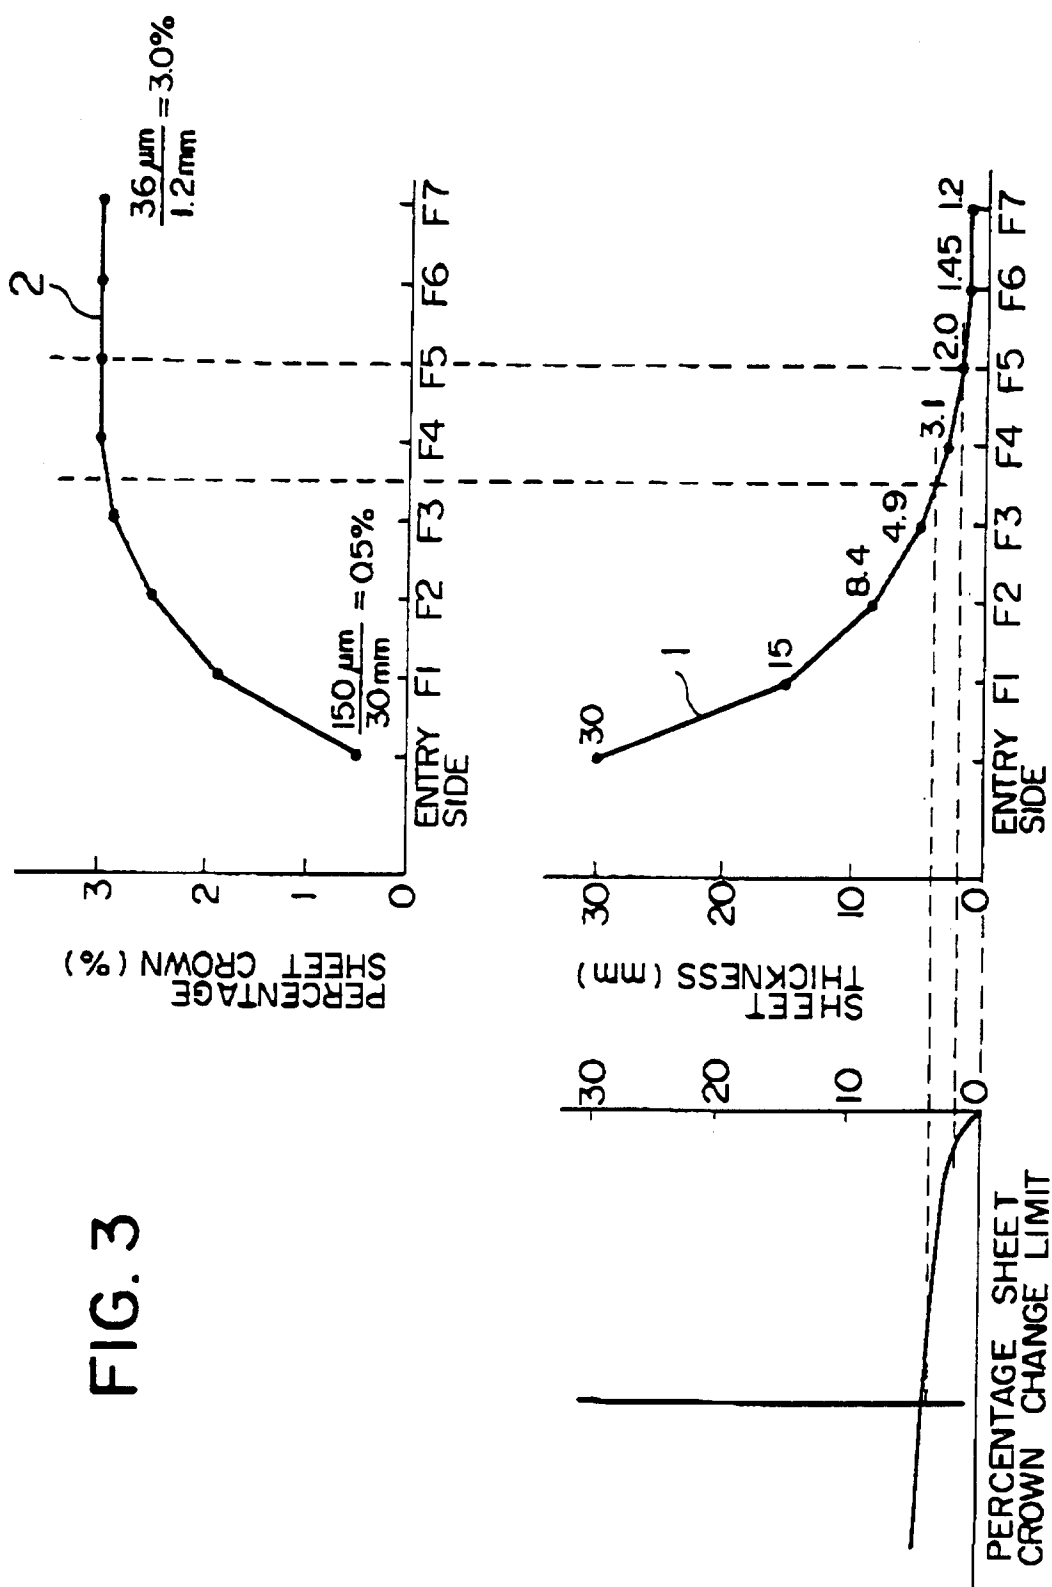 FIG. 3
PERCENTAGE
SHEET CROWN (%)
3
2
1
0
2
36 μm
1.2mm
= 3.0%
150 μm
30mm
= 0.5%
ENTRY
SIDE
F1 F2 F3 F4 F5 F6 F7
SHEET
THICKNESS (mm)
30
20
10
0
30
20
10
0
1
30
15
8.4
4.9
3.1
2.0
1.45
1.2
ENTRY
SIDE
F1 F2 F3 F4 F5 F6 F7
PERCENTAGE SHEET
CROWN CHANGE LIMIT